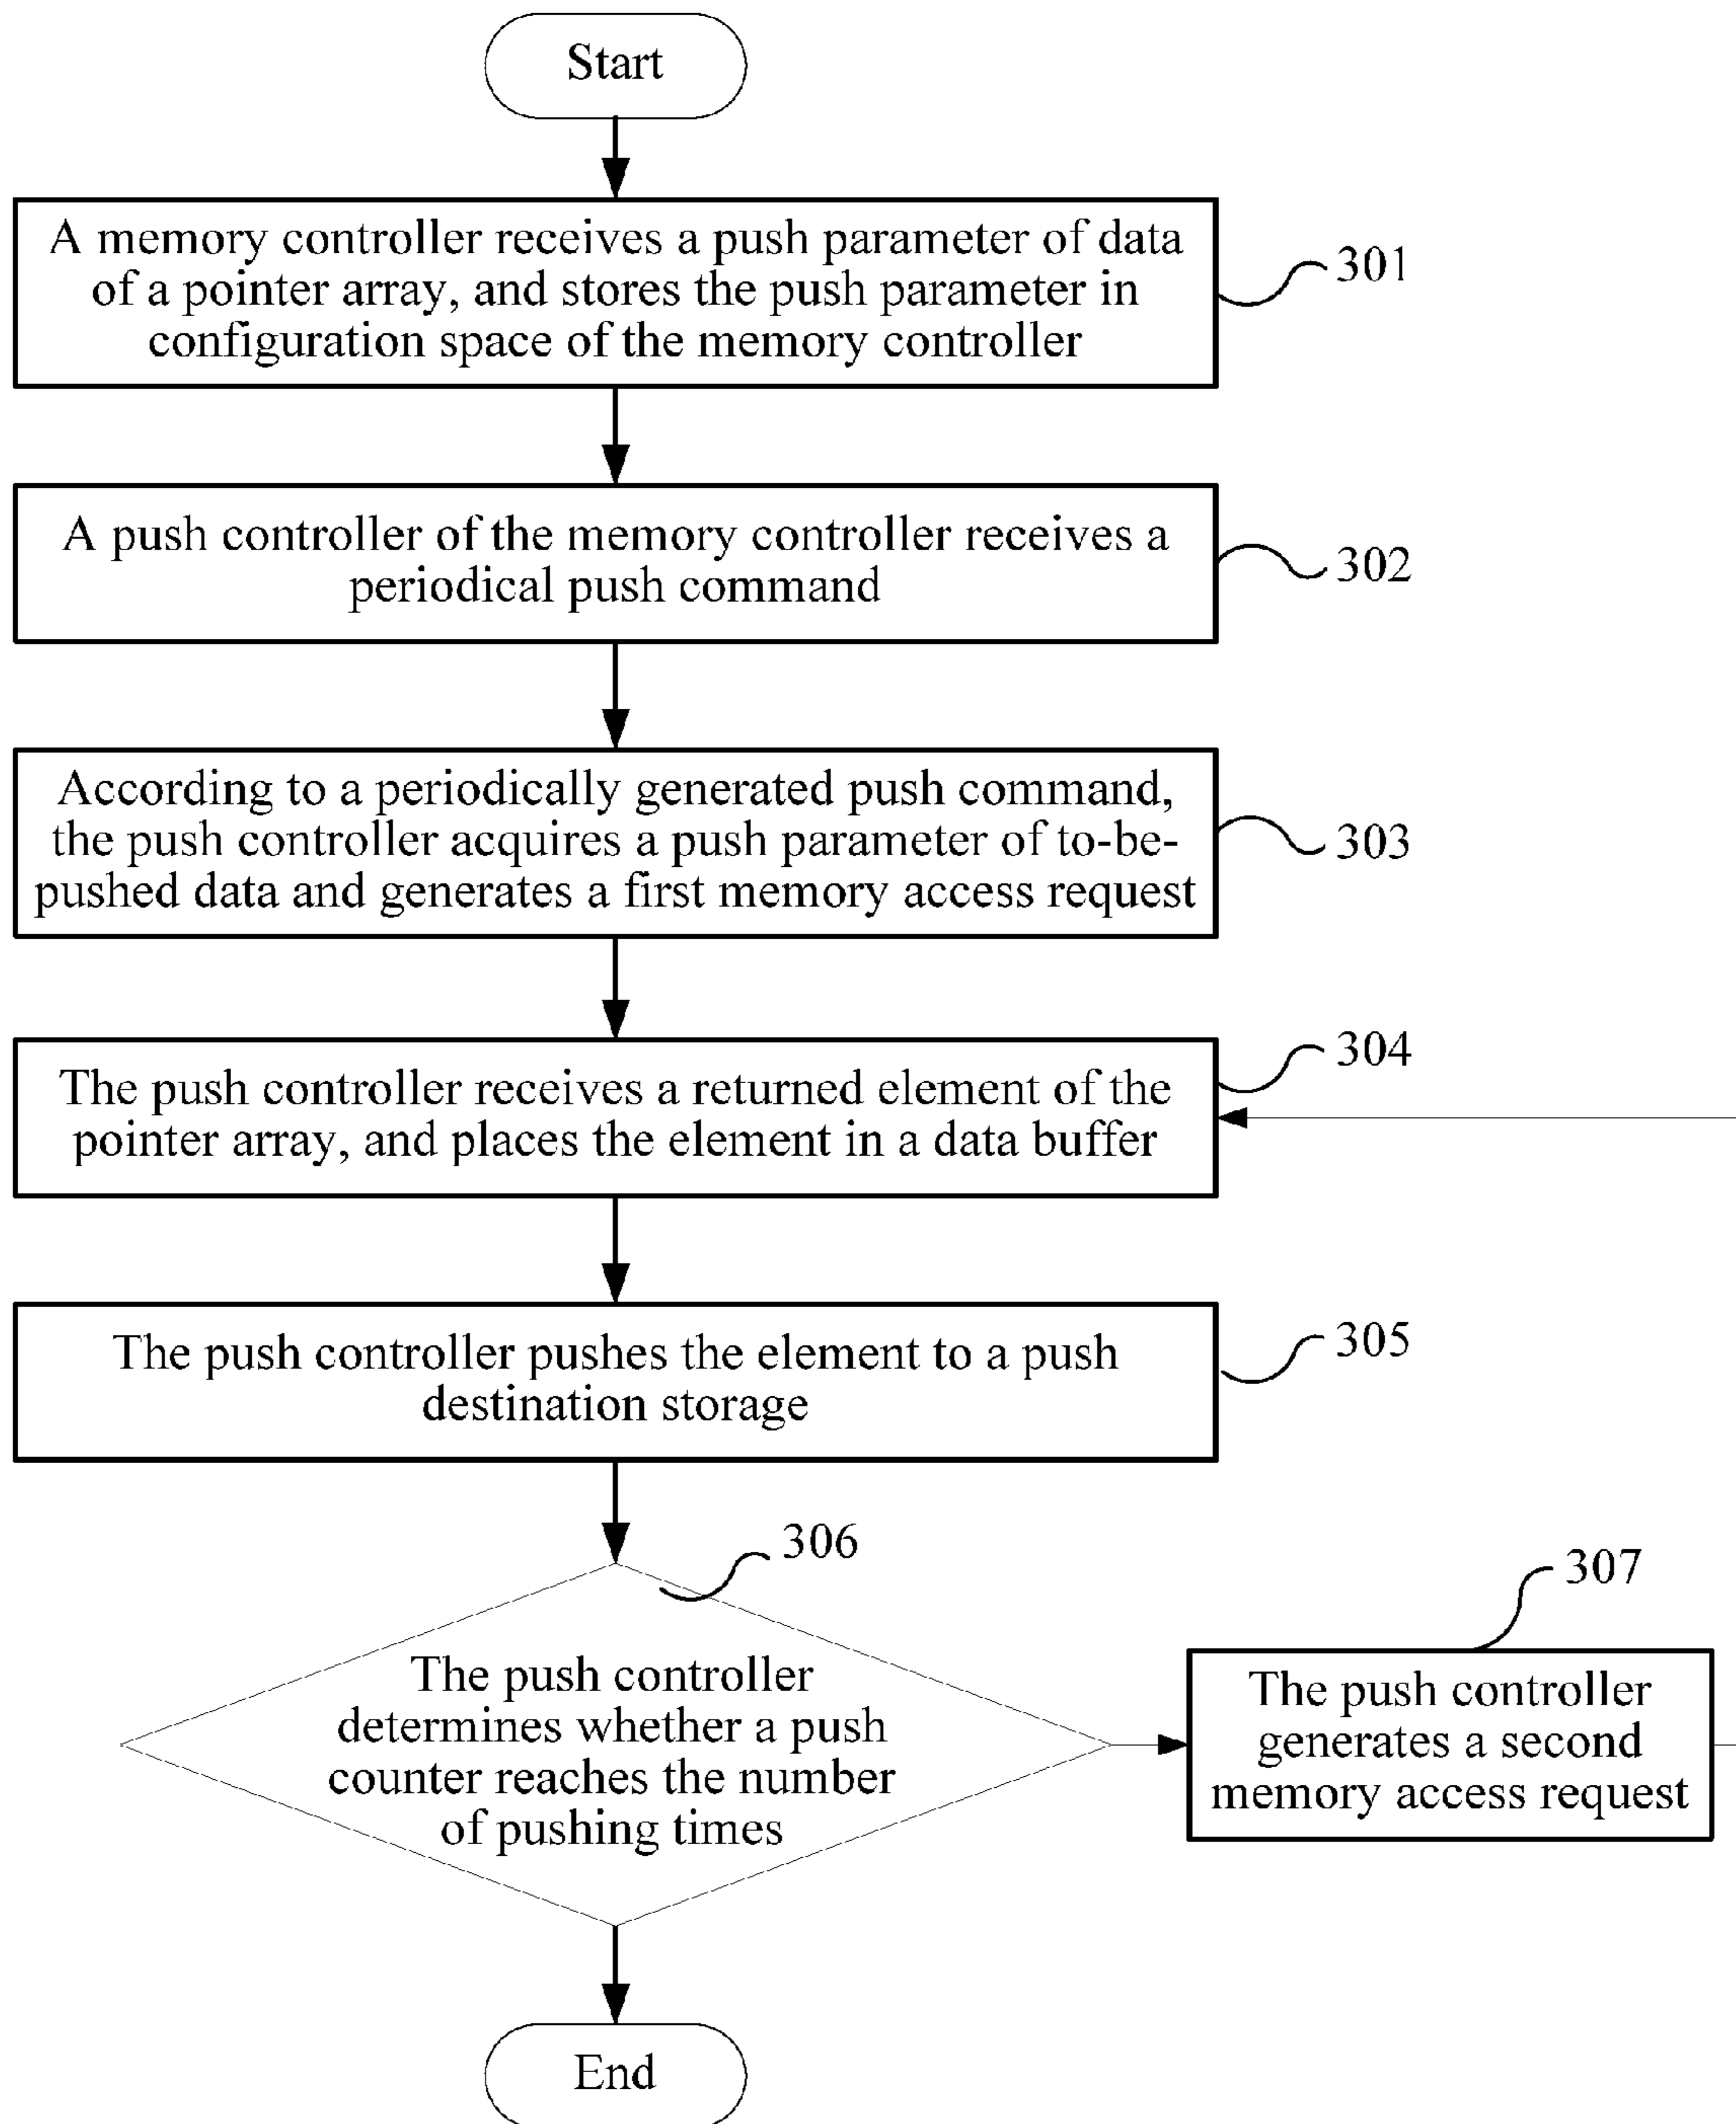 Start
A memory controller receives a push parameter of data
of a pointer array, and stores the push parameter in
configuration space of the memory controller
301
A push controller of the memory controller receives a
periodical push command
302
According to a periodically generated push command,
the push controller acquires a push parameter of to-be-
pushed data and generates a first memory access request
303
The push controller receives a returned element of the
pointer array, and places the element in a data buffer
304
The push controller pushes the element to a push
destination storage
305
306
The push controller
determines whether a push
counter reaches the number
of pushing times
307
The push controller
generates a second
memory access request
End